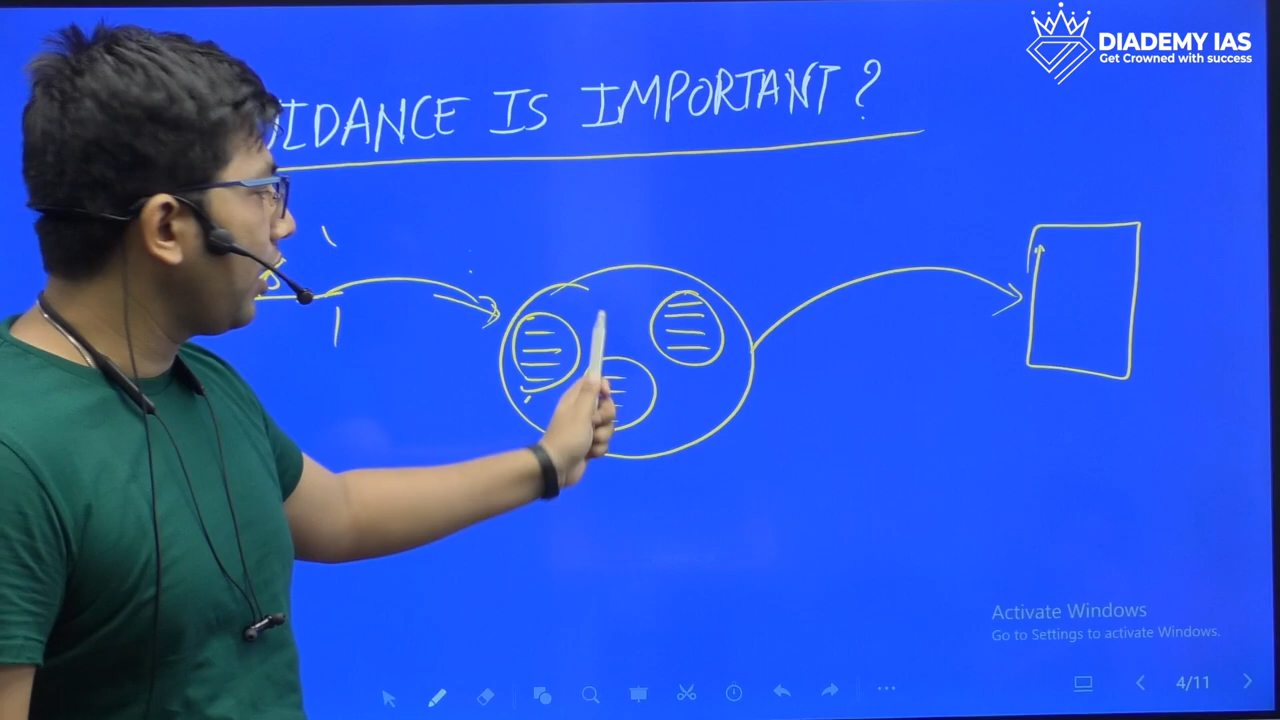 DIADEMY IAS
Get Crowned with success
IDANCE IS IMPORTANT?
Activate Windows
Go to Settings to activate Windows.
4/11